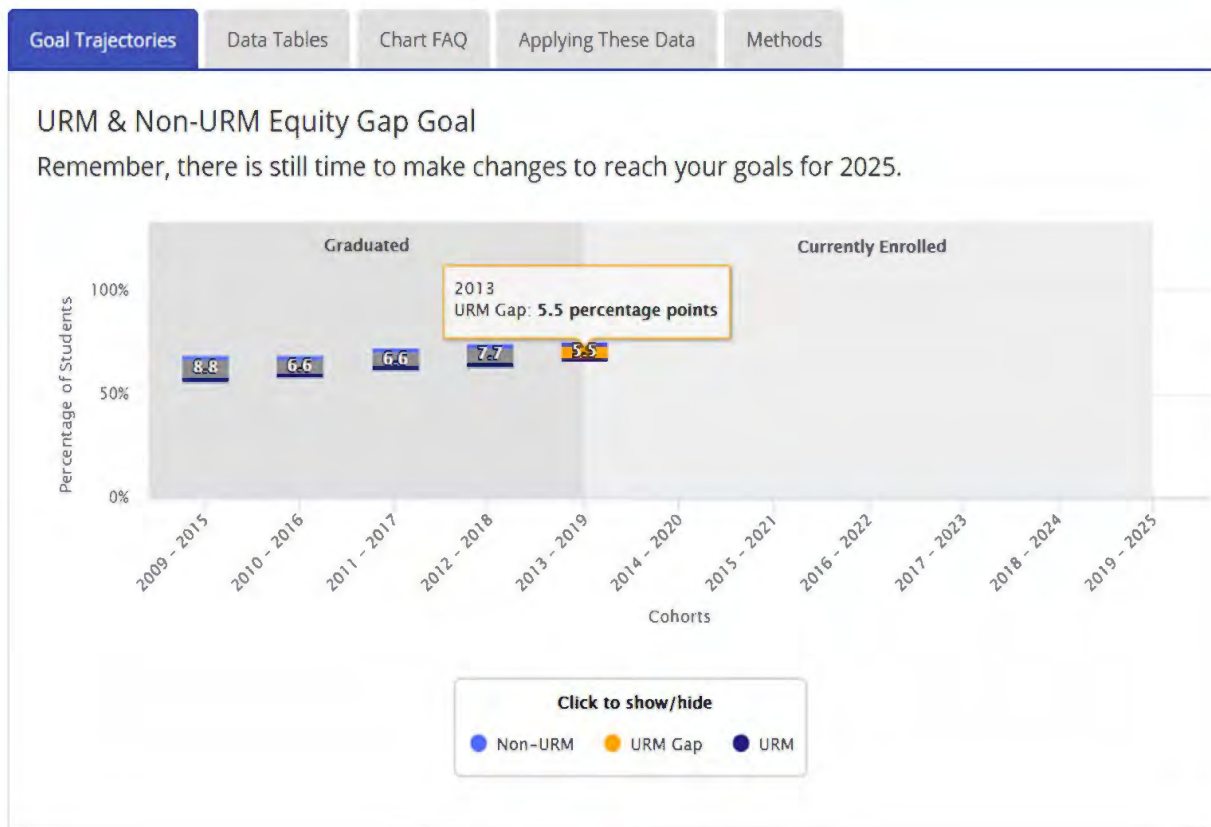 Goal Trajectories
Data Tables
Chart FAQ
Applying These Data
Methods
URM & Non-URM Equity Gap Goal
Remember, there is still time to make changes to reach your goals for 2025.
Graduated
Currently Enrolled
2013
URM Gap: 5.5 percentage points
Percentage of Students
100%
50%
0%
8.8
6.6
6.6
7.7
5.5
2009 – 2015
2010 – 2016
2011 – 2017
2012 – 2018
2013 – 2019
2014 – 2020
2015 – 2021
2016 – 2022
2017 – 2023
2018 – 2024
2019 – 2025
Cohorts
Click to show/hide
Non-URM
URM Gap
URM